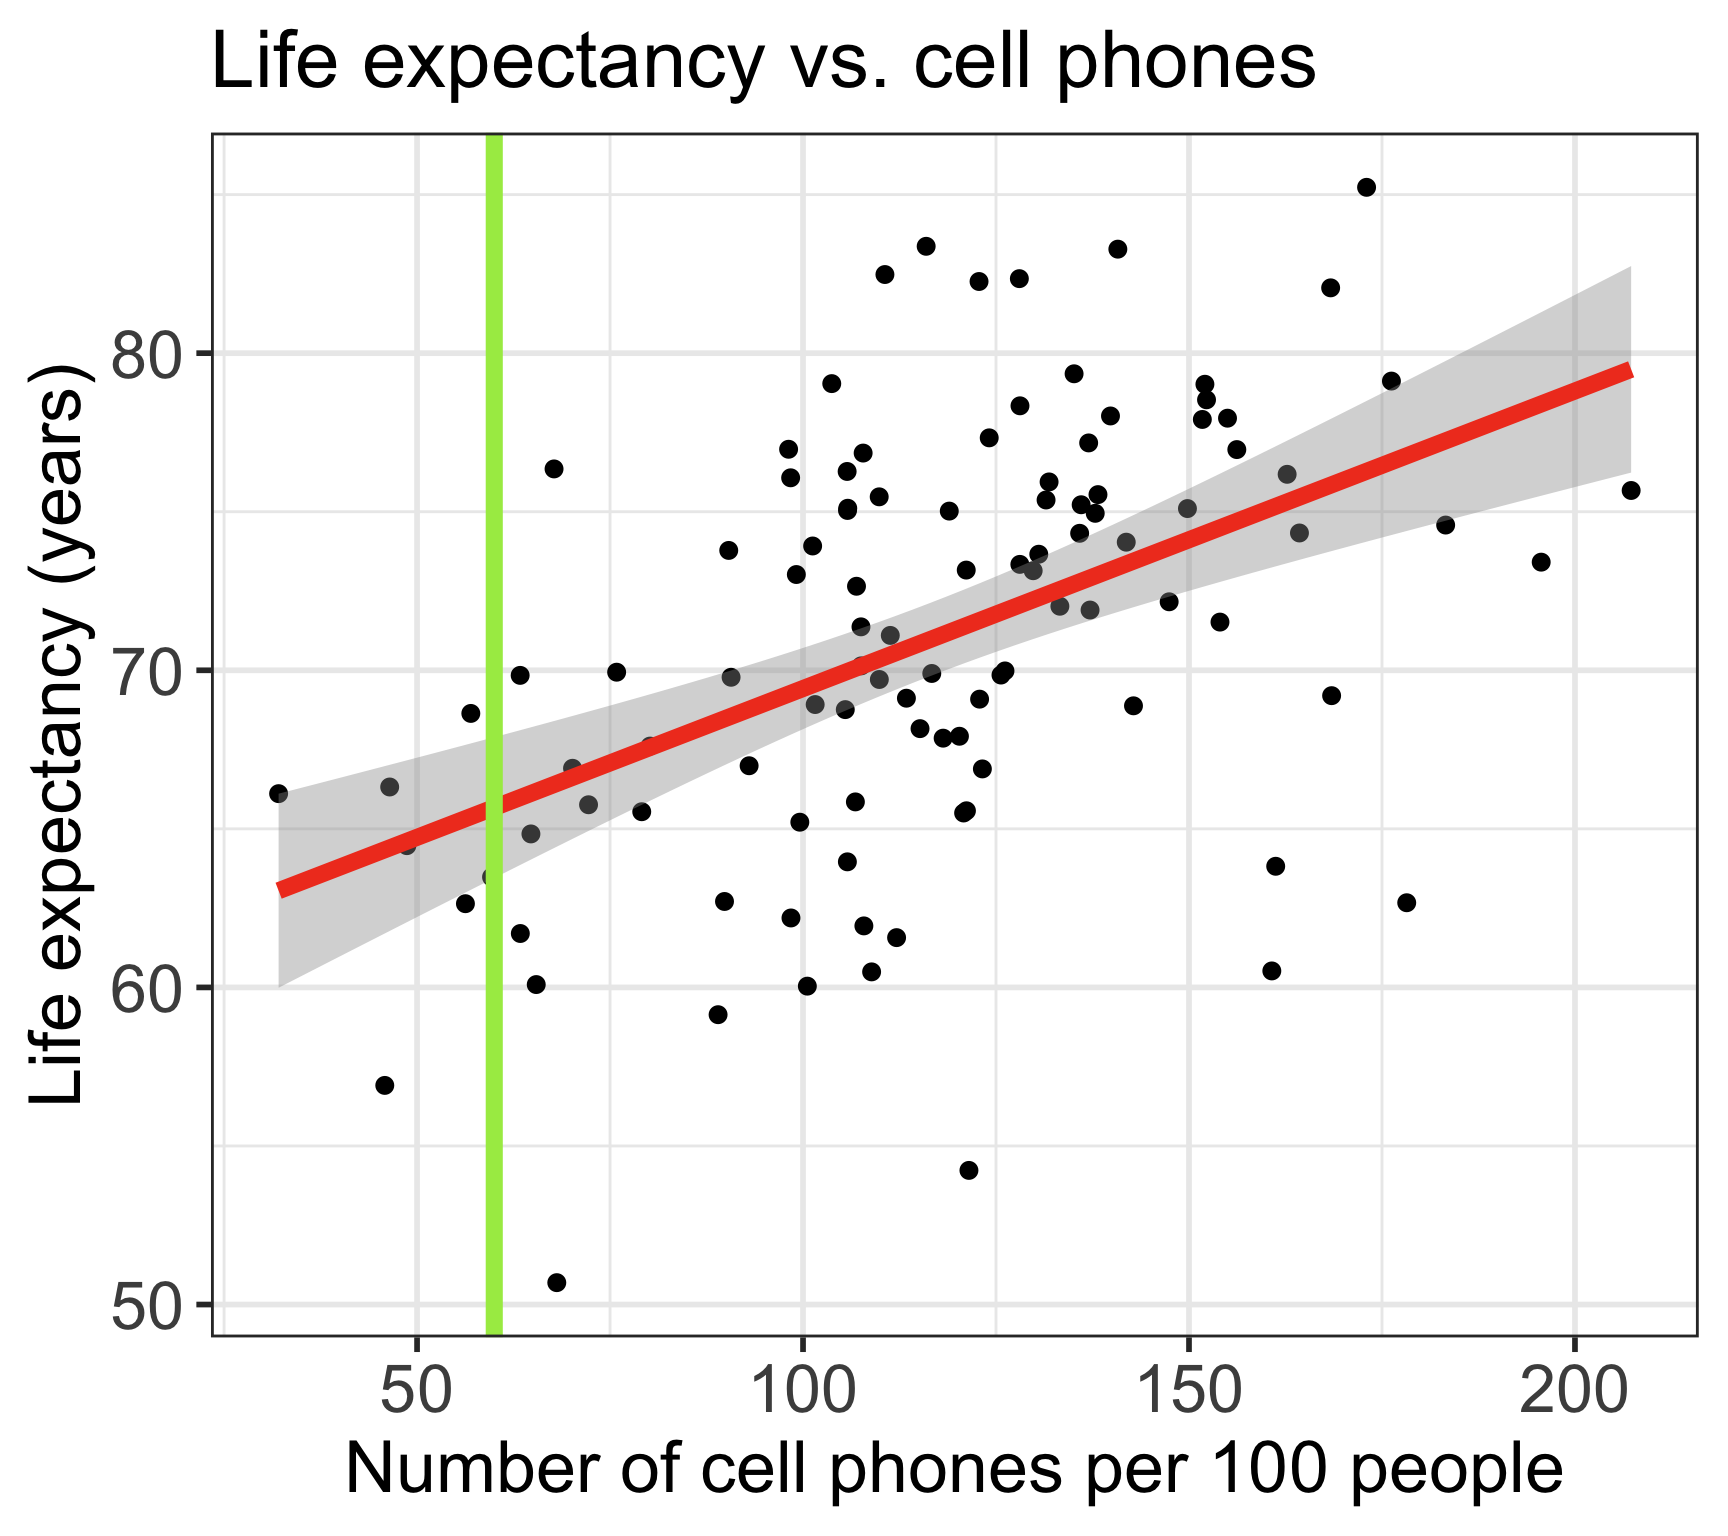 Life expectancy vs. cell phones
Life expectancy (years)
80
70
60
50
50 100 150 200
Number of cell phones per 100 people